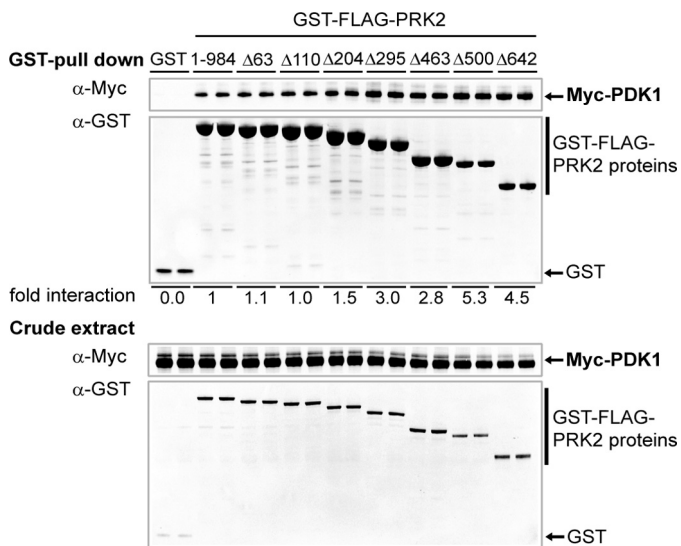 GST-FLAG-PRK2
GST-pull down GST 1-984 Δ63 Δ110 Δ204 Δ295 Δ463 Δ500 Δ642
α-Myc Myc-PDK1
α-GST GST-FLAG-
PRK2 proteins
GST
fold interaction 0.0 1 1.1 1.0 1.5 3.0 2.8 5.3 4.5
Crude extract
α-Myc Myc-PDK1
α-GST GST-FLAG-
PRK2 proteins
GST